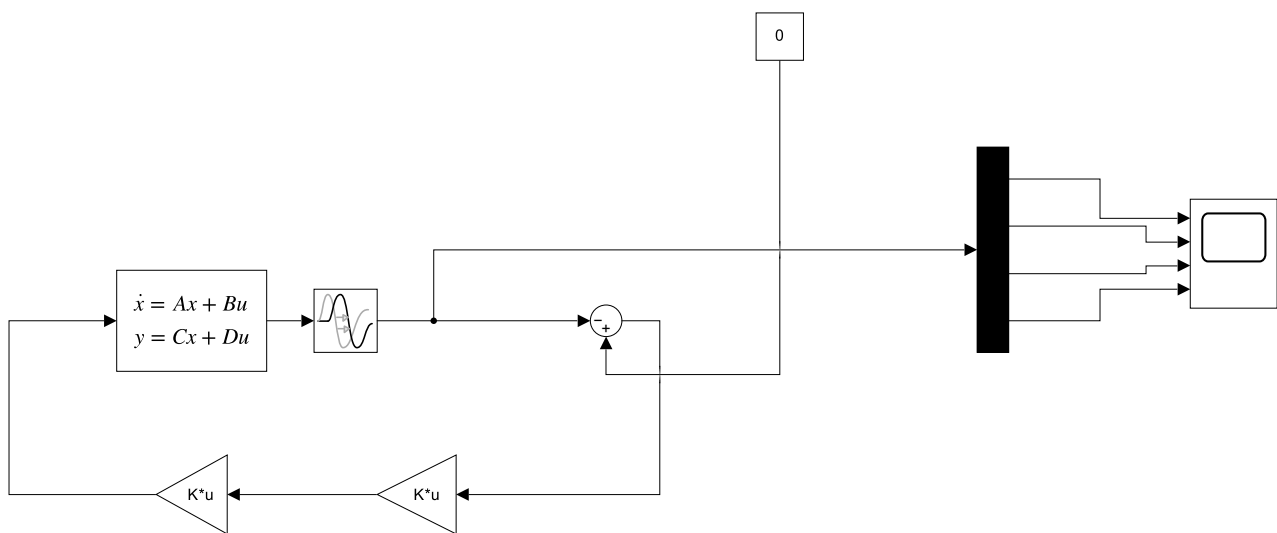 0
ẋ = Ax + Bu
y = Cx + Du
−
+
K*u
K*u